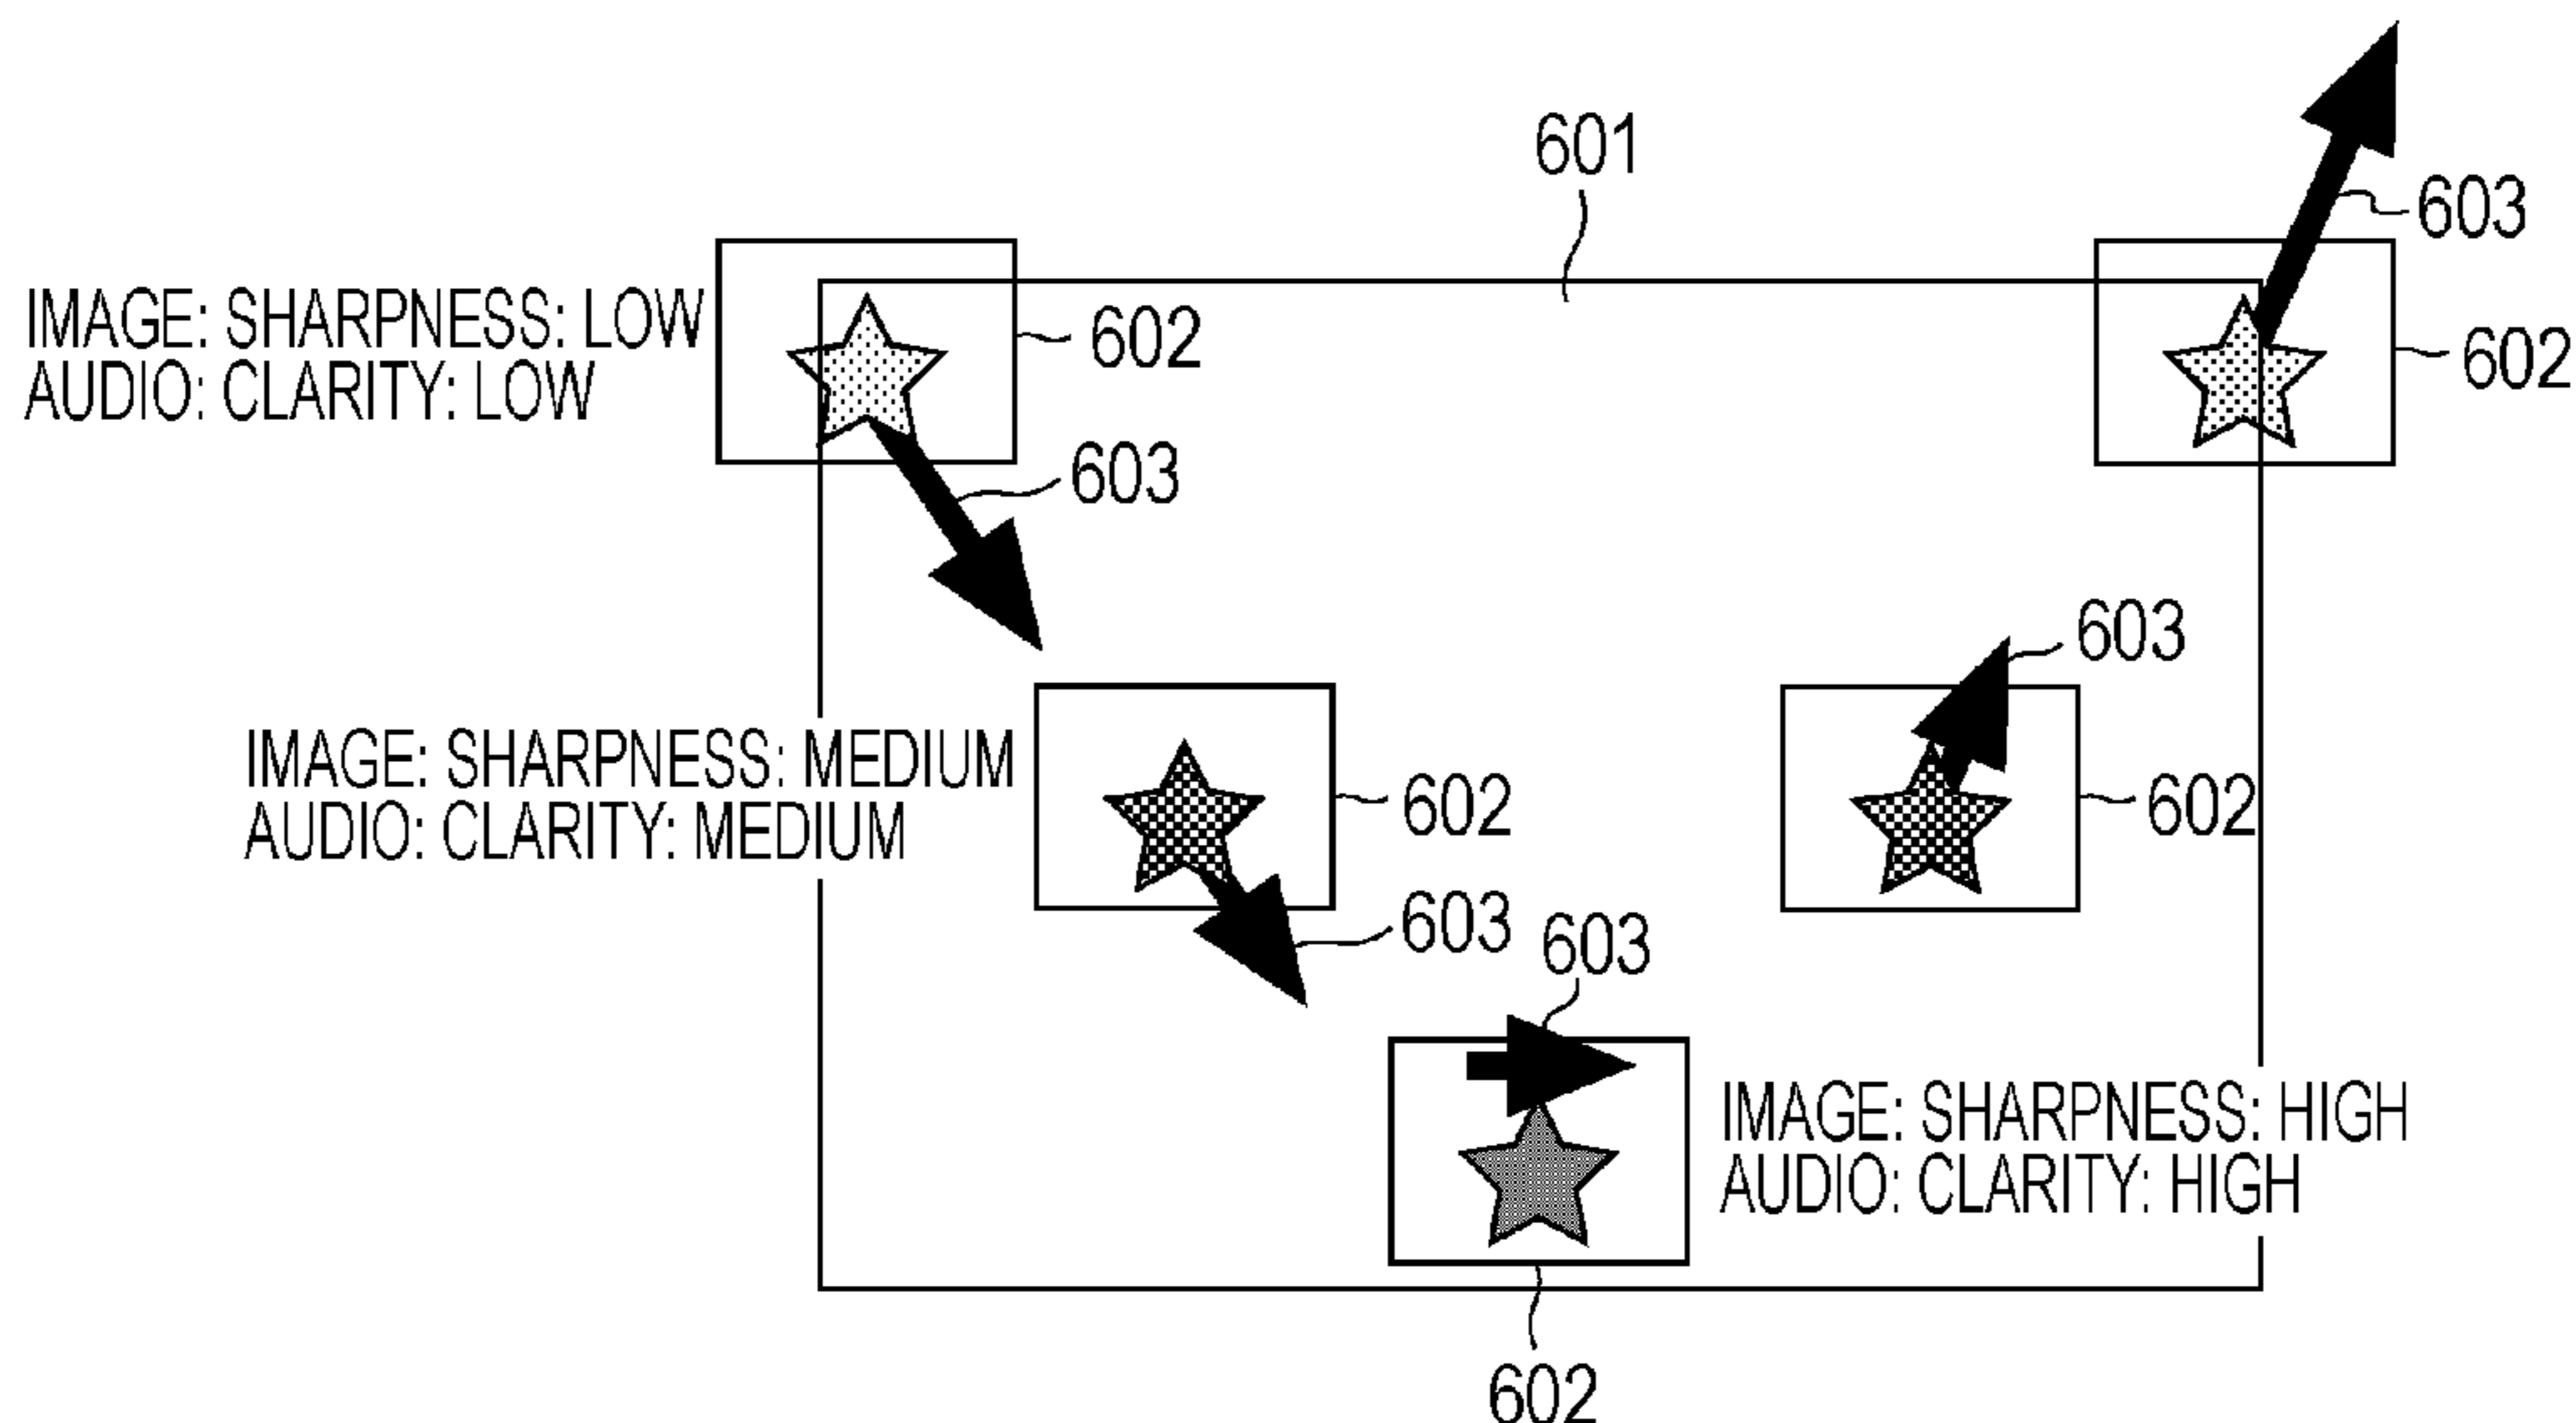 601
603
IMAGE: SHARPNESS: LOW
AUDIO: CLARITY: LOW
602
602
603
603
IMAGE: SHARPNESS: MEDIUM
AUDIO: CLARITY: MEDIUM
602
602
603
603
IMAGE: SHARPNESS: HIGH
AUDIO: CLARITY: HIGH
602